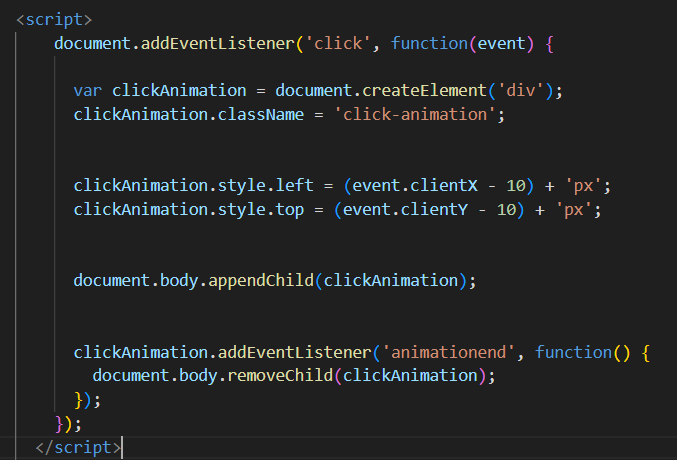 <script>
document.addEventListener('click', function(event) {
var clickAnimation = document.createElement('div');
clickAnimation.className = 'click-animation';
clickAnimation.style.left = (event.clientX - 10) + 'px';
clickAnimation.style.top = (event.clientY - 10) + 'px';
document.body.appendChild(clickAnimation);
clickAnimation.addEventListener('animationend', function() {
document.body.removeChild(clickAnimation);
});
});
</script>